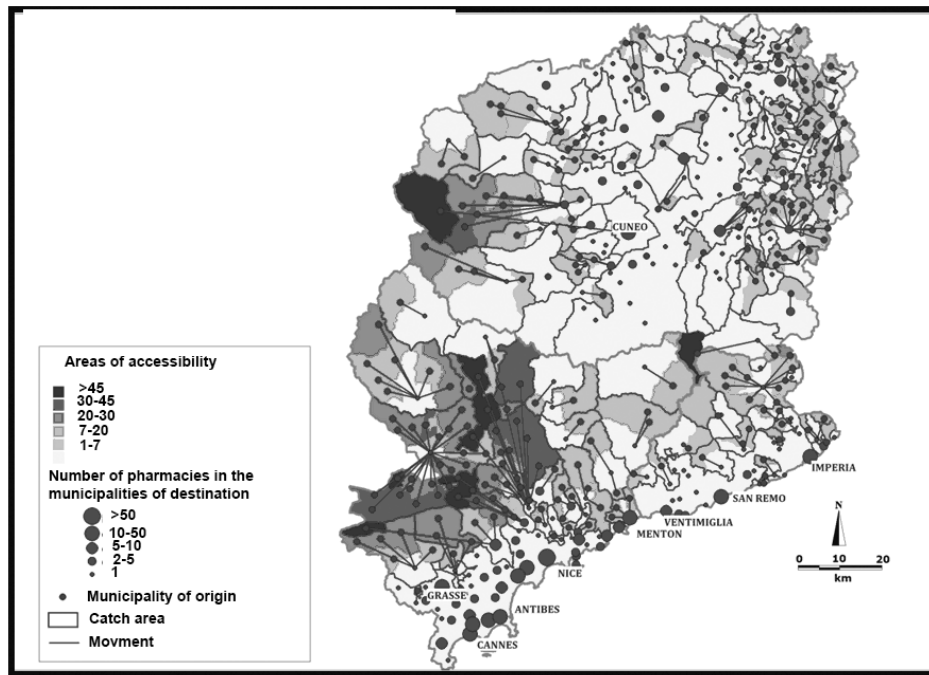 CUNEO
Areas of accessibility
>45
30-45
20-30
7-20
1-7
Number of pharmacies in the
municipalities of destination
>50
10-50
5-10
2-5
1
Municipality of origin
Catch area
Movment
IMPERIA
SAN REMO
VENTIMIGLIA
MENTON
NICE
GRASSE
ANTIBES
CANNES
N
0 10 20
km